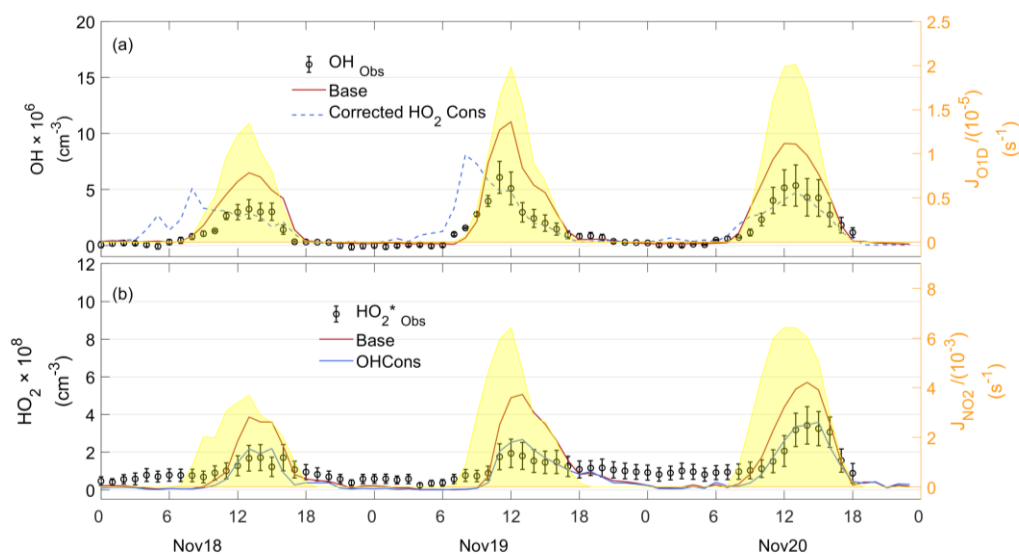 (a)
OH Obs
Base
Corrected HO2 Cons
20
15
10
5
0
OH × 10^6
(cm^-3)
2.5
2
1.5
1
0.5
0
J_O1D /(10^-5)
(s^-1)
(b)
HO2* Obs
Base
OHCons
12
10
8
6
4
2
0
HO2 × 10^8
(cm^-3)
8
6
4
2
0
J_NO2 /(10^-3)
(s^-1)
0 6 12 18 0 6 12 18 0 6 12 18 0
Nov18 Nov19 Nov20